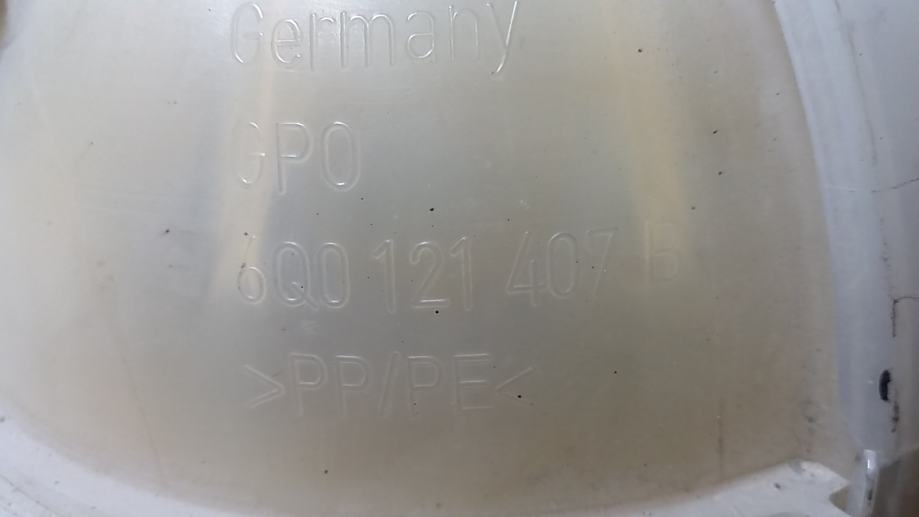 Germany
GPO
6Q0 121 407 B
>PP/PE<